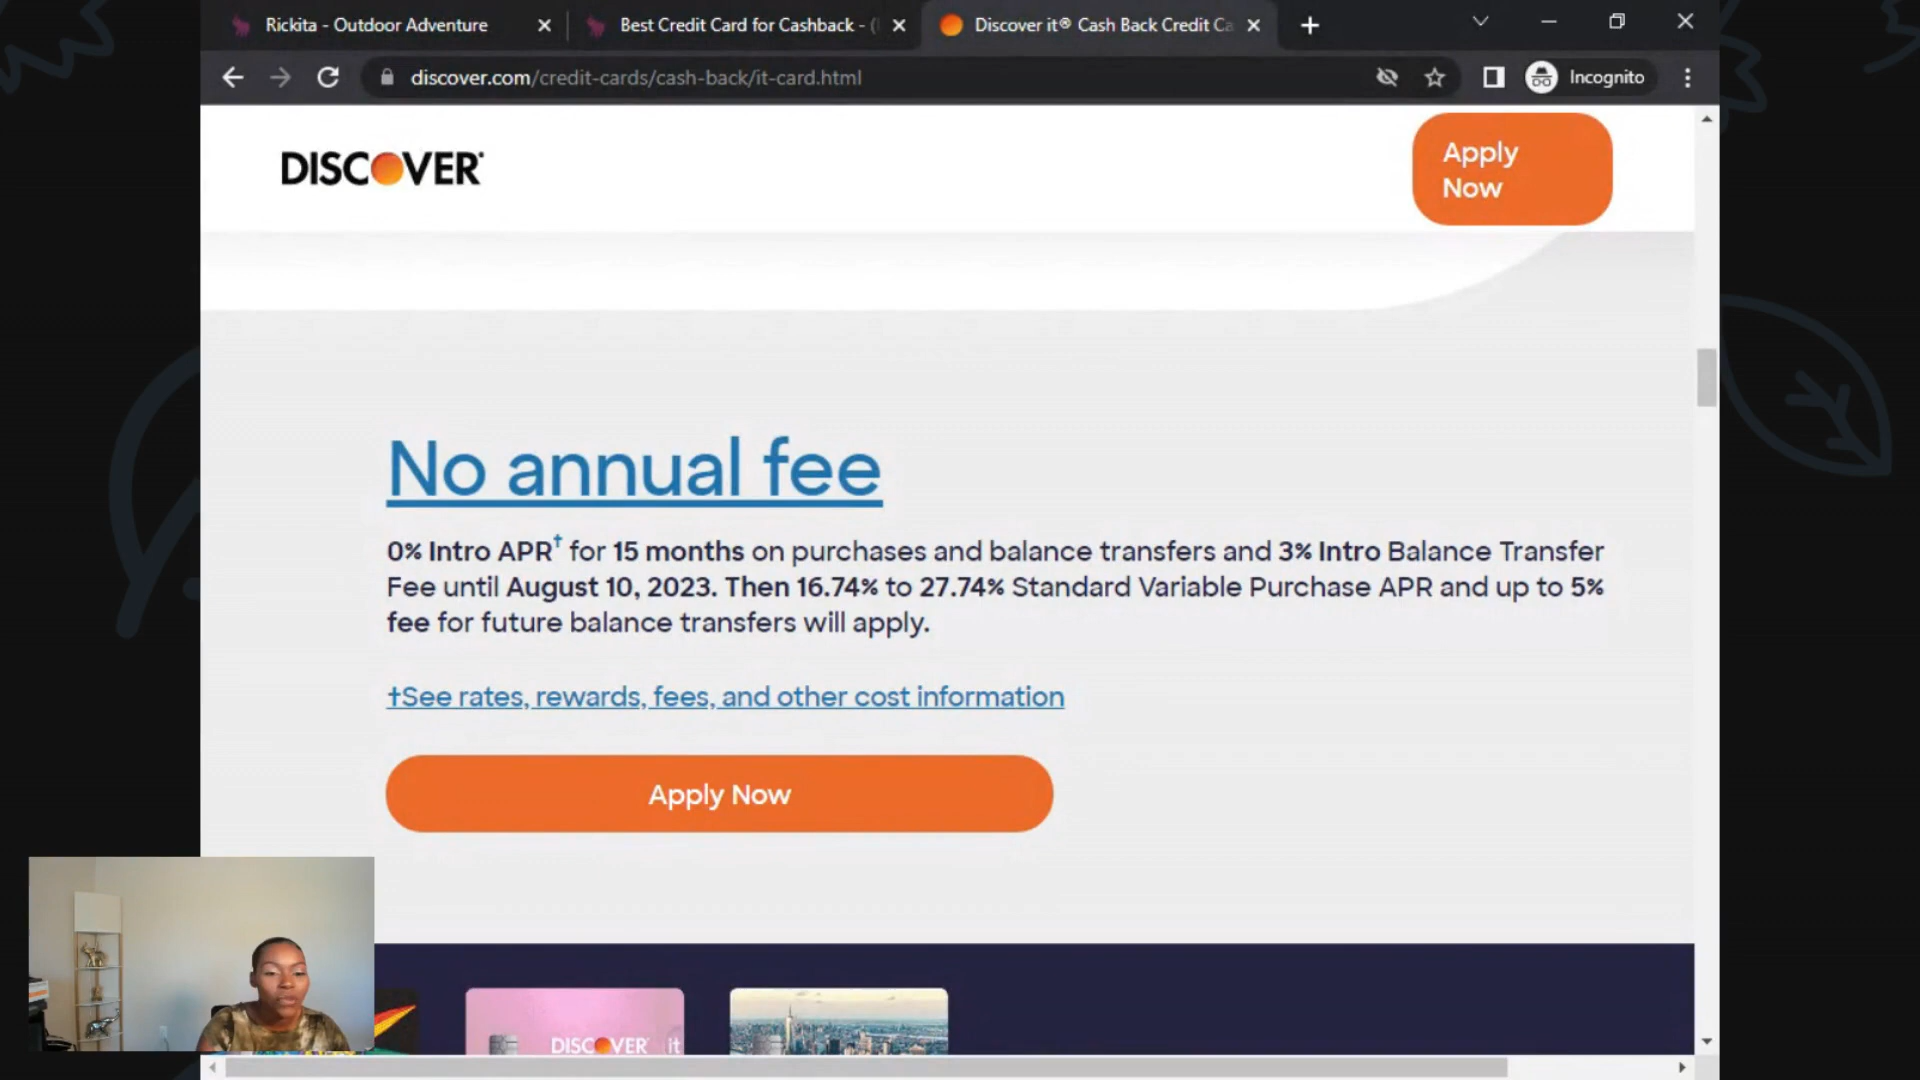 Rickita - Outdoor Adventure
Best Credit Card for Cashback - (
Discover it® Cash Back Credit Ca
discover.com/credit-cards/cash-back/it-card.html
Incognito
DISCOVER
Apply
Now
No annual fee
0% Intro APR† for 15 months on purchases and balance transfers and 3% Intro Balance Transfer
Fee until August 10, 2023. Then 16.74% to 27.74% Standard Variable Purchase APR and up to 5%
fee for future balance transfers will apply.
†See rates, rewards, fees, and other cost information
Apply Now
DISCOVER it